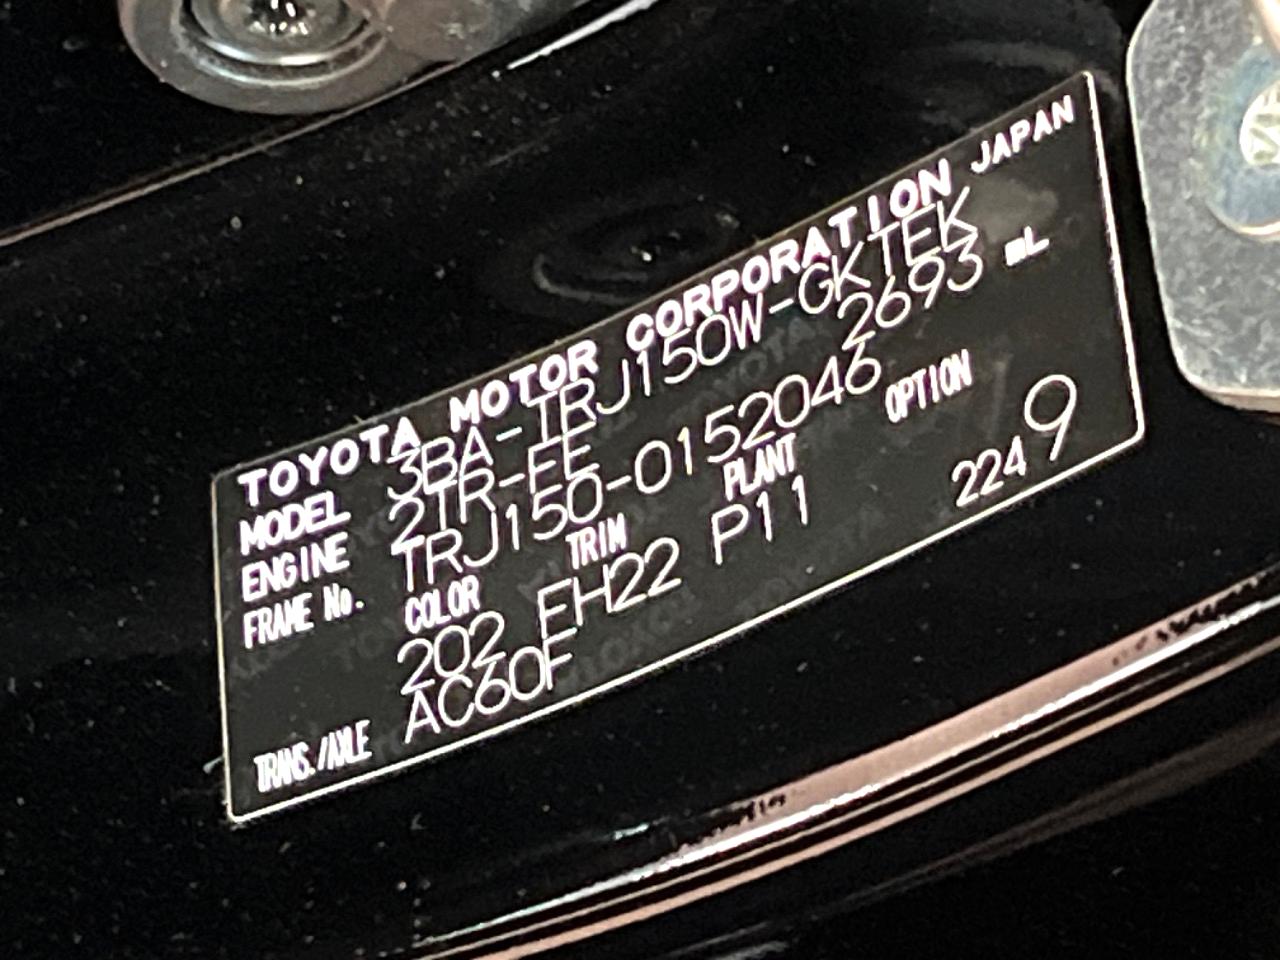 TOYOTA MOTOR CORPORATION JAPAN
MODEL 3BA-TRJ150W-GKTEK
ENGINE 2TR-FE 2693 mL
FRAME No. TRJ150-0152046
COLOR TRIM PLANT OPTION
202 FH22 P11 2249
TRANS./AXLE AC60F